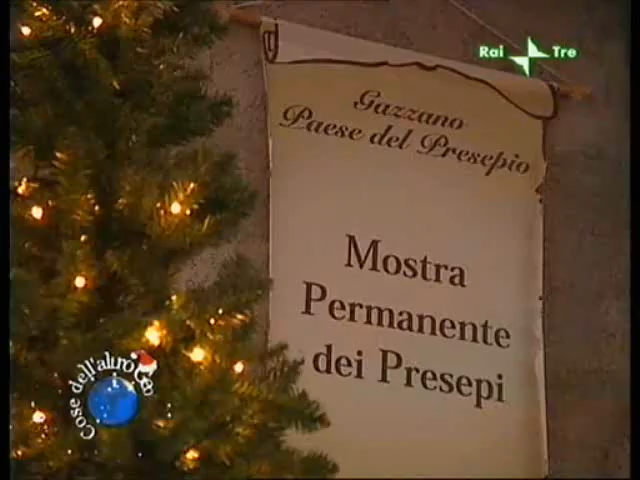 Rai Tre
Gazzano
Paese del Presepio
Mostra
Permanente
dei Presepi
Cose dell'altro Geo